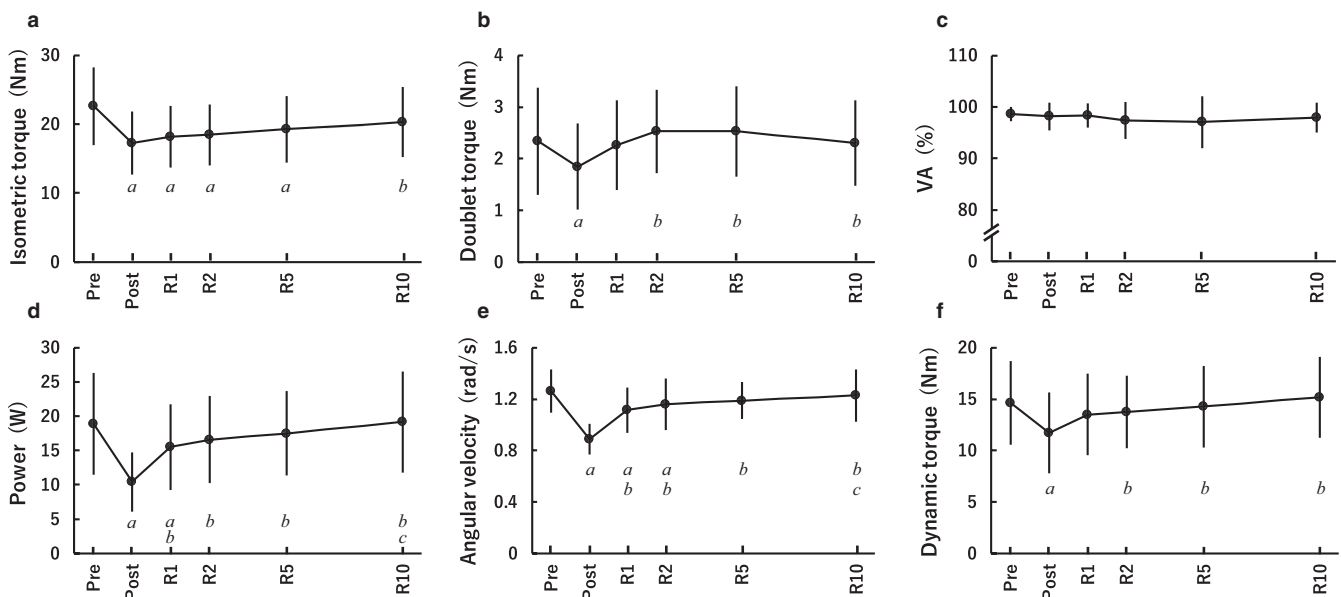 a
Isometric torque (Nm)
30
20
10
0
a
a
a
a
b
Pre
Post
R1
R2
R5
R10
b
Doublet torque (Nm)
4
3
2
1
0
a
b
b
b
Pre
Post
R1
R2
R5
R10
c
VA (%)
110
100
90
80
0
Pre
Post
R1
R2
R5
R10
d
Power (W)
30
25
20
15
10
5
0
a
a
b
b
b
b
c
Pre
Post
R1
R2
R5
R10
e
Angular velocity (rad/s)
1.6
1.2
0.8
0.4
0
a
a
a
b
b
b
b
c
Pre
Post
R1
R2
R5
R10
f
Dynamic torque (Nm)
20
15
10
5
0
a
b
b
b
Pre
Post
R1
R2
R5
R10